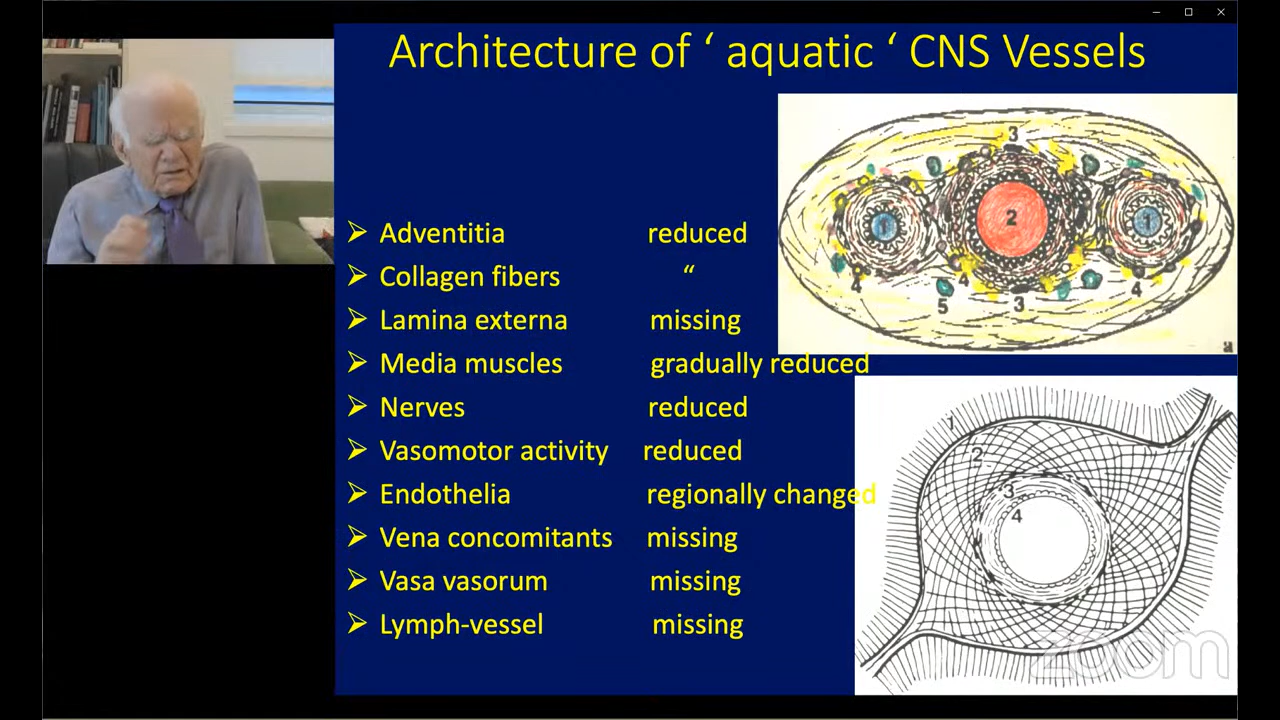 Architecture of ‘ aquatic ‘ CNS Vessels
Adventitia reduced
Collagen fibers “
Lamina externa missing
Media muscles gradually reduced
Nerves reduced
Vasomotor activity reduced
Endothelia regionally changed
Vena concomitants missing
Vasa vasorum missing
Lymph-vessel missing
3
1 2 1
4 4 4
5 3
a
1
2
3
4
zoom